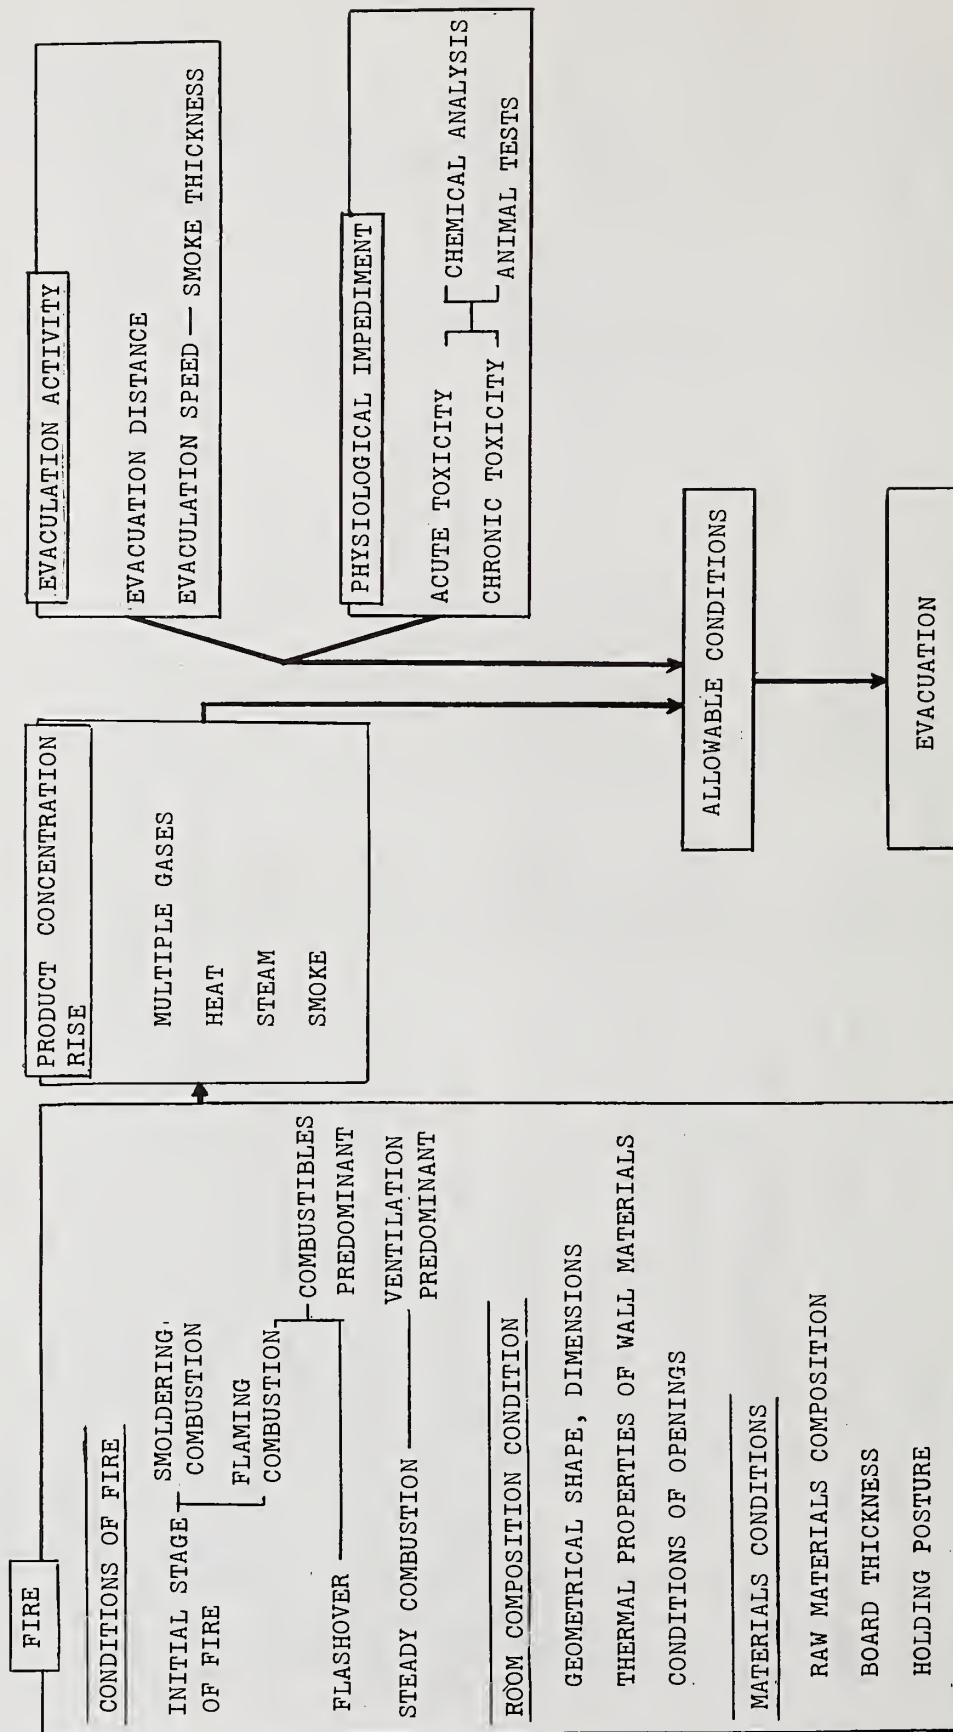 FIRE
CONDITIONS OF FIRE
INITIAL STAGE
OF FIRE
SMOLDERING
COMBUSTION
FLAMING
COMBUSTION
COMBUSTIBLES
PREDOMINANT
FLASHOVER
STEADY COMBUSTION
VENTILATION
PREDOMINANT
ROOM COMPOSITION CONDITION
GEOMETRICAL SHAPE, DIMENSIONS
THERMAL PROPERTIES OF WALL MATERIALS
CONDITIONS OF OPENINGS
MATERIALS CONDITIONS
RAW MATERIALS COMPOSITION
BOARD THICKNESS
HOLDING POSTURE
PRODUCT CONCENTRATION
RISE
MULTIPLE GASES
HEAT
STEAM
SMOKE
EVACULATION ACTIVITY
EVACUATION DISTANCE
EVACULATION SPEED — SMOKE THICKNESS
PHYSIOLOGICAL IMPEDIMENT
ACUTE TOXICITY
CHRONIC TOXICITY
CHEMICAL ANALYSIS
ANIMAL TESTS
ALLOWABLE CONDITIONS
EVACUATION